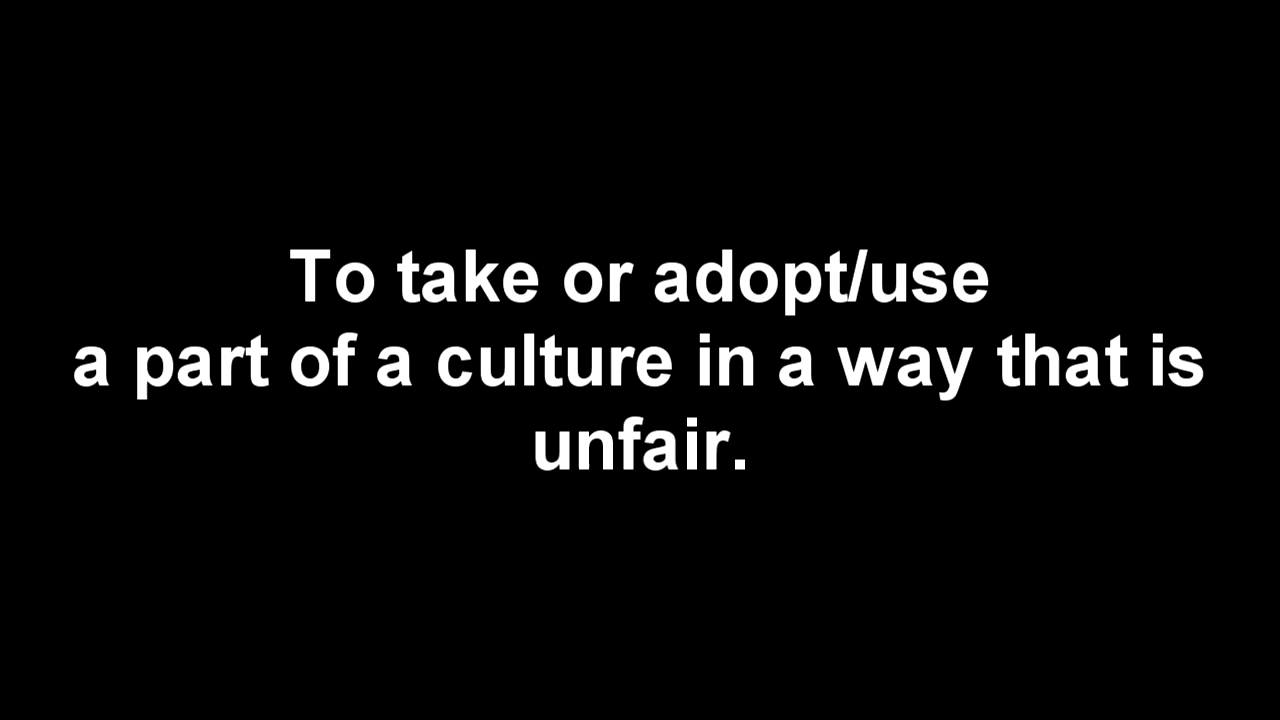 To take or adopt/use
a part of a culture in a way that is
unfair.